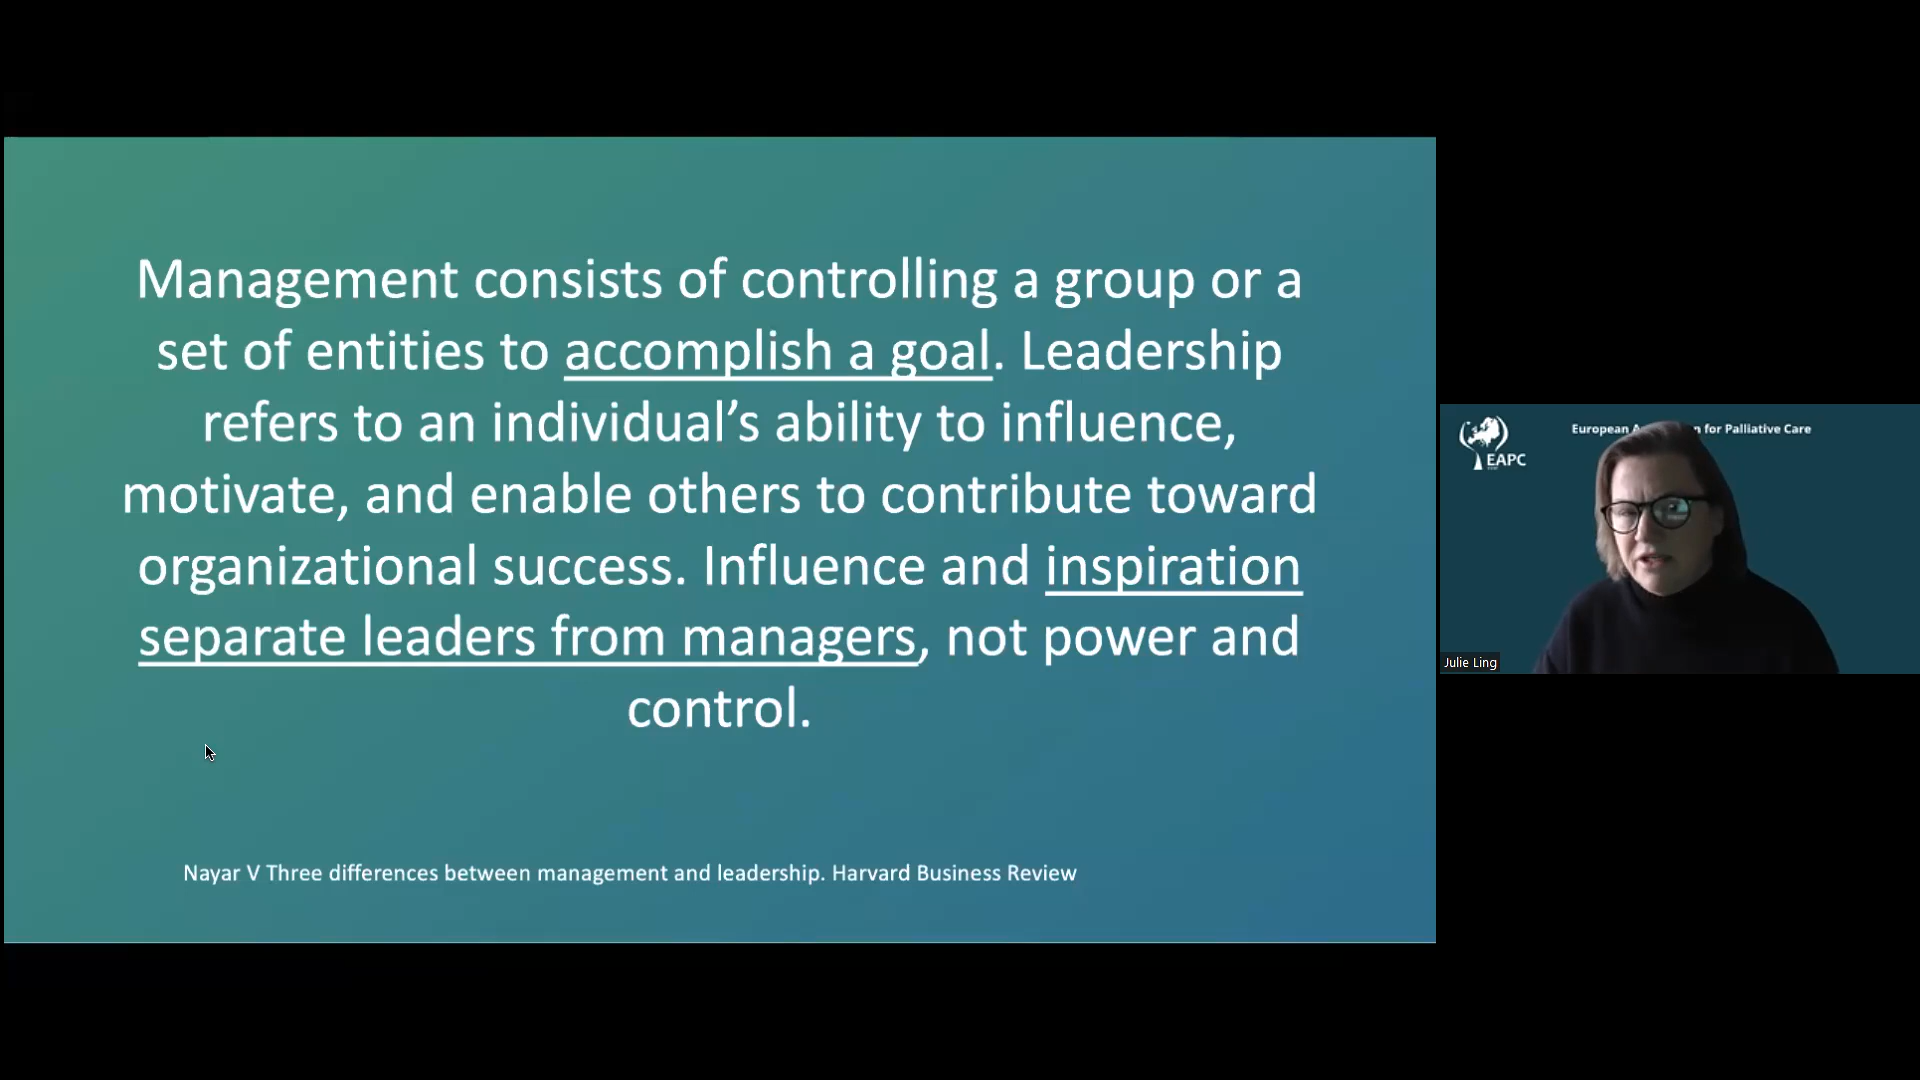 Management consists of controlling a group or a
set of entities to accomplish a goal. Leadership
refers to an individual’s ability to influence,
motivate, and enable others to contribute toward
organizational success. Influence and inspiration
separate leaders from managers, not power and
control.
Nayar V Three differences between management and leadership. Harvard Business Review
European A n for Palliative Care
EAPC
Julie Ling